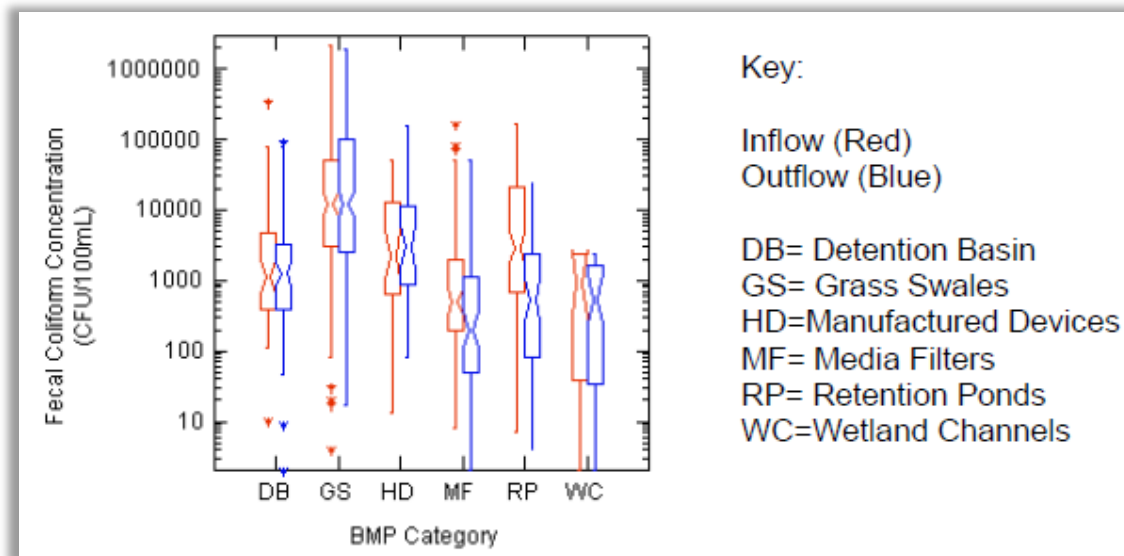 1000000
100000
10000
1000
100
10
Fecal Coliform Concentration
(CFU/100mL)
DB GS HD MF RP WC
BMP Category
Key:
Inflow (Red)
Outflow (Blue)
DB= Detention Basin
GS= Grass Swales
HD=Manufactured Devices
MF= Media Filters
RP= Retention Ponds
WC=Wetland Channels